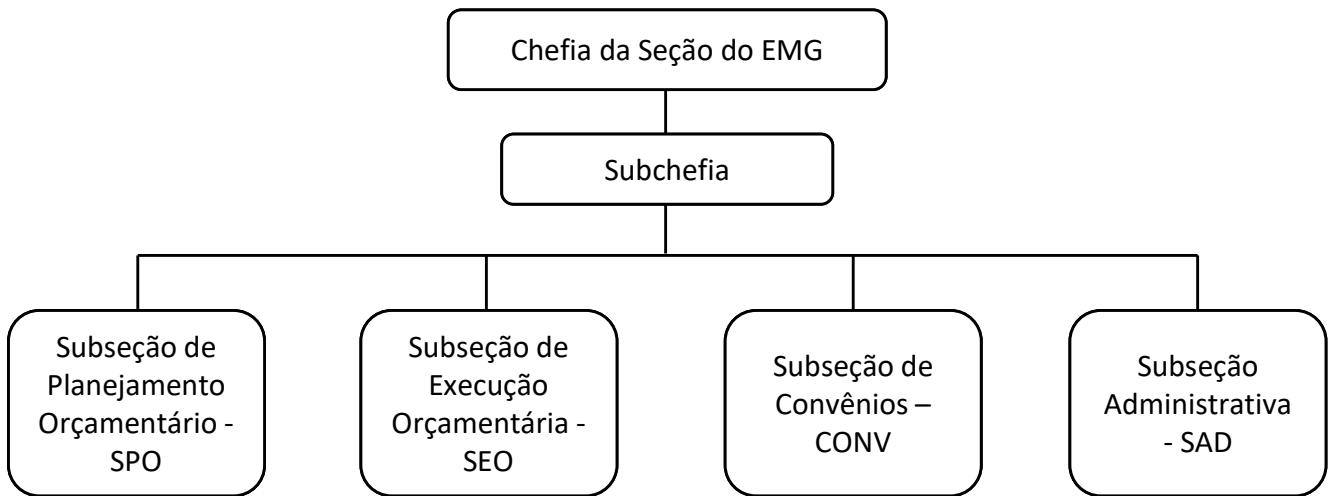 Chefia da Seção do EMG
Subchefia
Subseção de
Planejamento
Orçamentário -
SPO
Subseção de
Execução
Orçamentária -
SEO
Subseção de
Convênios –
CONV
Subseção
Administrativa
- SAD